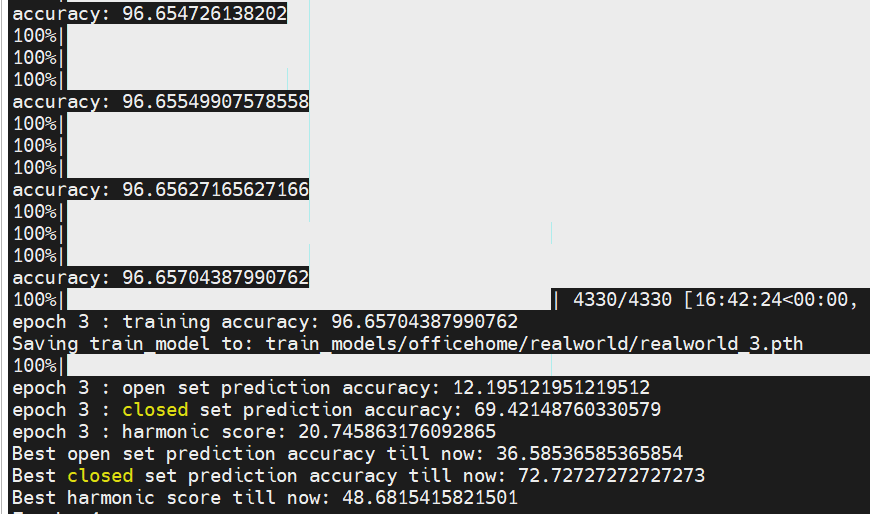 accuracy: 96.654726138202
100%|
100%|
100%|
accuracy: 96.65549907578558
100%|
100%|
100%|
accuracy: 96.65627165627166
100%|
100%|
100%|
accuracy: 96.65704387990762
100%| | 4330/4330 [16:42:24<00:00,
epoch 3 : training accuracy: 96.65704387990762
Saving train_model to: train_models/officehome/realworld/realworld_3.pth
100%|
epoch 3 : open set prediction accuracy: 12.195121951219512
epoch 3 : closed set prediction accuracy: 69.42148760330579
epoch 3 : harmonic score: 20.745863176092865
Best open set prediction accuracy till now: 36.58536585365854
Best closed set prediction accuracy till now: 72.72727272727273
Best harmonic score till now: 48.6815415821501